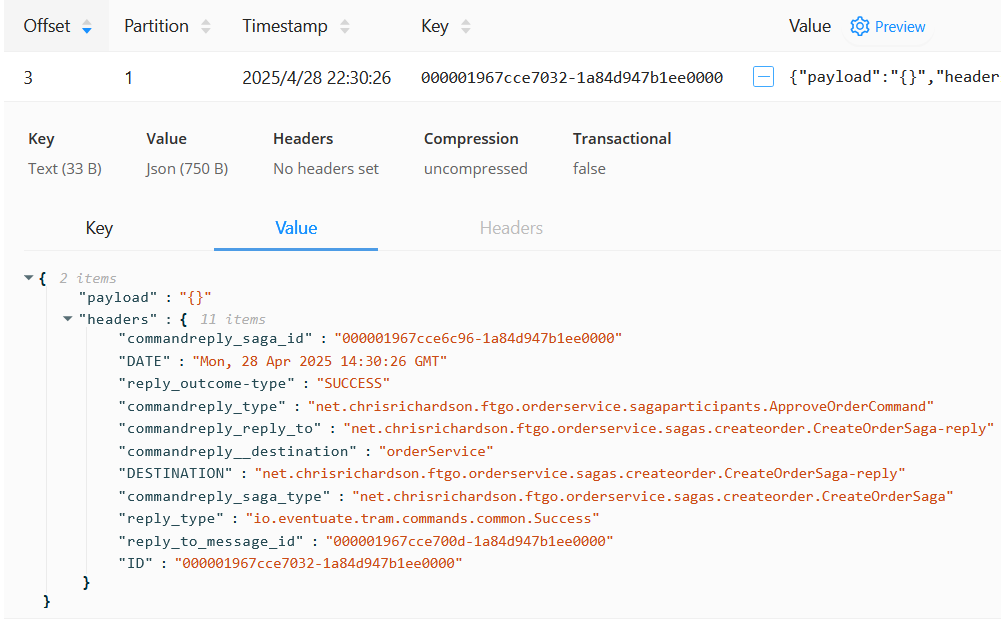 Offset Partition Timestamp Key Value Preview
3 1 2025/4/28 22:30:26 000001967cce7032-1a84d947b1ee0000 {"payload":"{}","header
Key Value Headers Compression Transactional
Text (33 B) Json (750 B) No headers set uncompressed false
Key Value Headers
{ 2 items
"payload" : "{}"
"headers" : { 11 items
"commandreply_saga_id" : "000001967cce6c96-1a84d947b1ee0000"
"DATE" : "Mon, 28 Apr 2025 14:30:26 GMT"
"reply_outcome-type" : "SUCCESS"
"commandreply_type" : "net.chrisrichardson.ftgo.orderservice.sagaparticipants.ApproveOrderCommand"
"commandreply_reply_to" : "net.chrisrichardson.ftgo.orderservice.sagas.createorder.CreateOrderSaga-reply"
"commandreply__destination" : "orderService"
"DESTINATION" : "net.chrisrichardson.ftgo.orderservice.sagas.createorder.CreateOrderSaga-reply"
"commandreply_saga_type" : "net.chrisrichardson.ftgo.orderservice.sagas.createorder.CreateOrderSaga"
"reply_type" : "io.eventuate.tram.commands.common.Success"
"reply_to_message_id" : "000001967cce700d-1a84d947b1ee0000"
"ID" : "000001967cce7032-1a84d947b1ee0000"
}
}